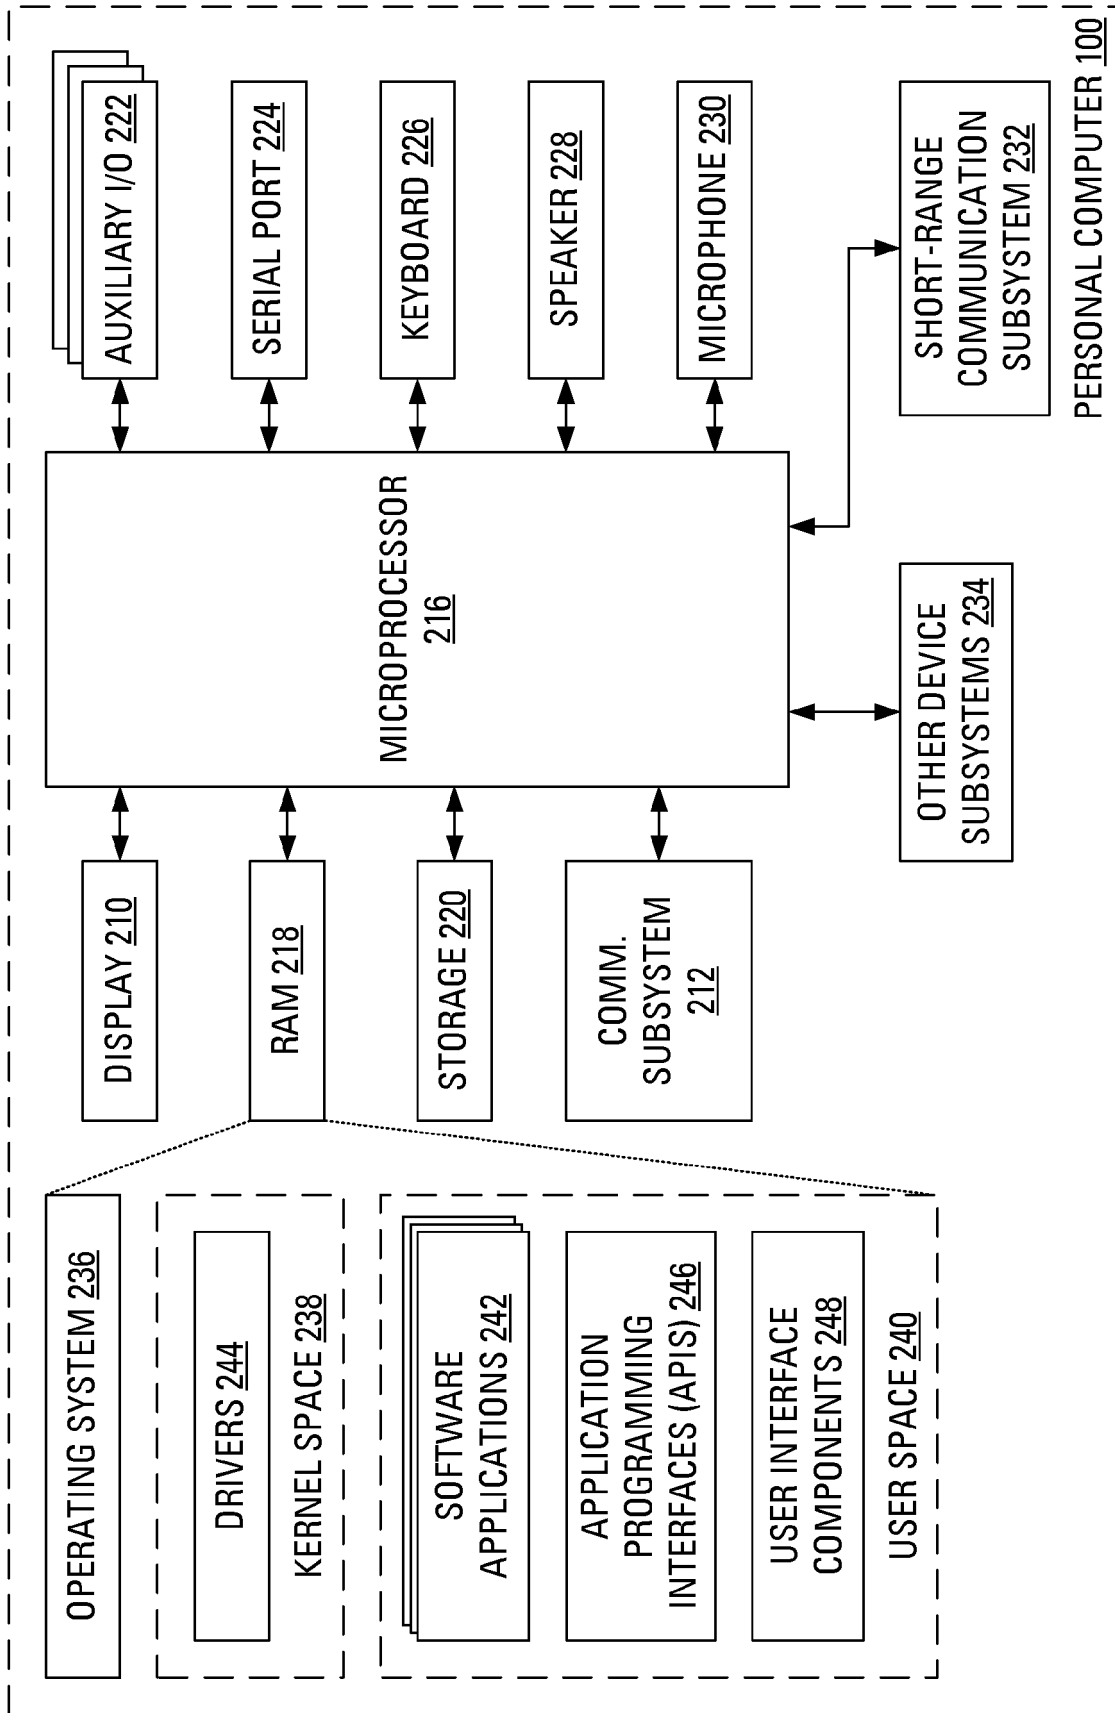 OPERATING SYSTEM 236
DRIVERS 244
KERNEL SPACE 238
SOFTWARE
APPLICATIONS 242
APPLICATION
PROGRAMMING
INTERFACES (APIS) 246
USER INTERFACE
COMPONENTS 248
USER SPACE 240
DISPLAY 210
RAM 218
STORAGE 220
COMM.
SUBSYSTEM
212
MICROPROCESSOR
216
AUXILIARY I/O 222
SERIAL PORT 224
KEYBOARD 226
SPEAKER 228
MICROPHONE 230
OTHER DEVICE
SUBSYSTEMS 234
SHORT-RANGE
COMMUNICATION
SUBSYSTEM 232
PERSONAL COMPUTER 100